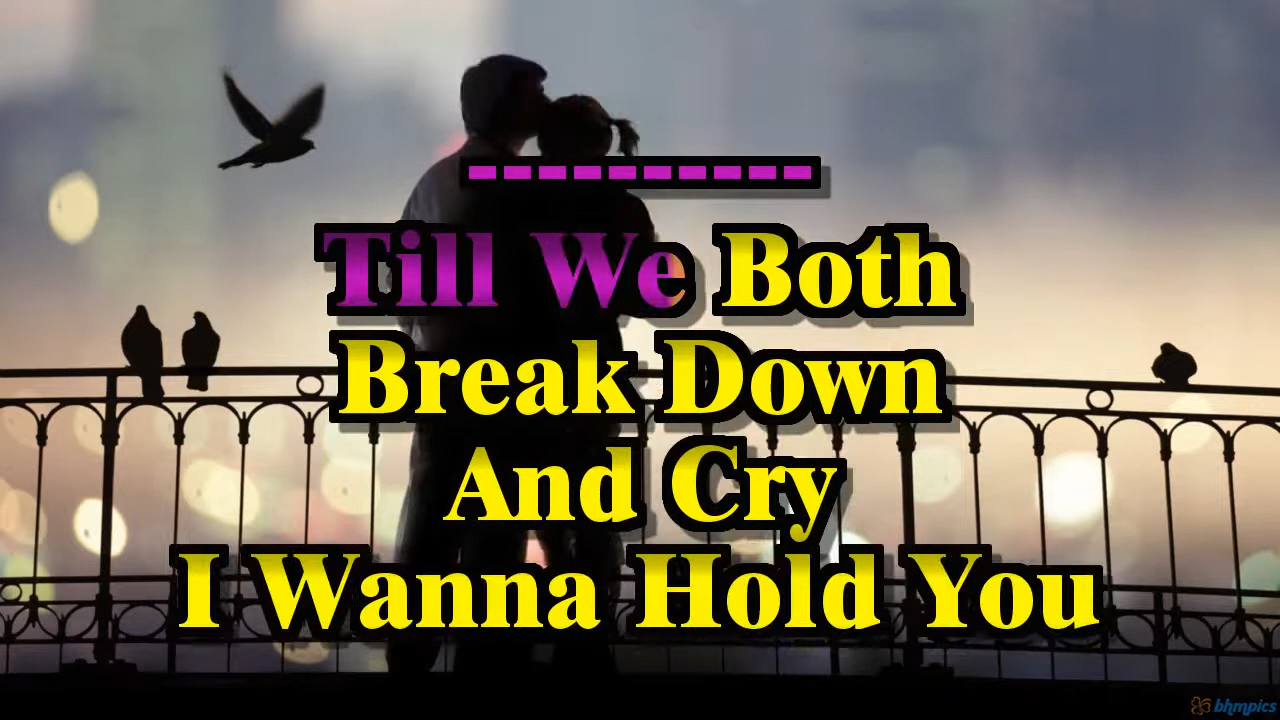 ----------
Till We Both
Break Down
And Cry
I Wanna Hold You
bhmpics